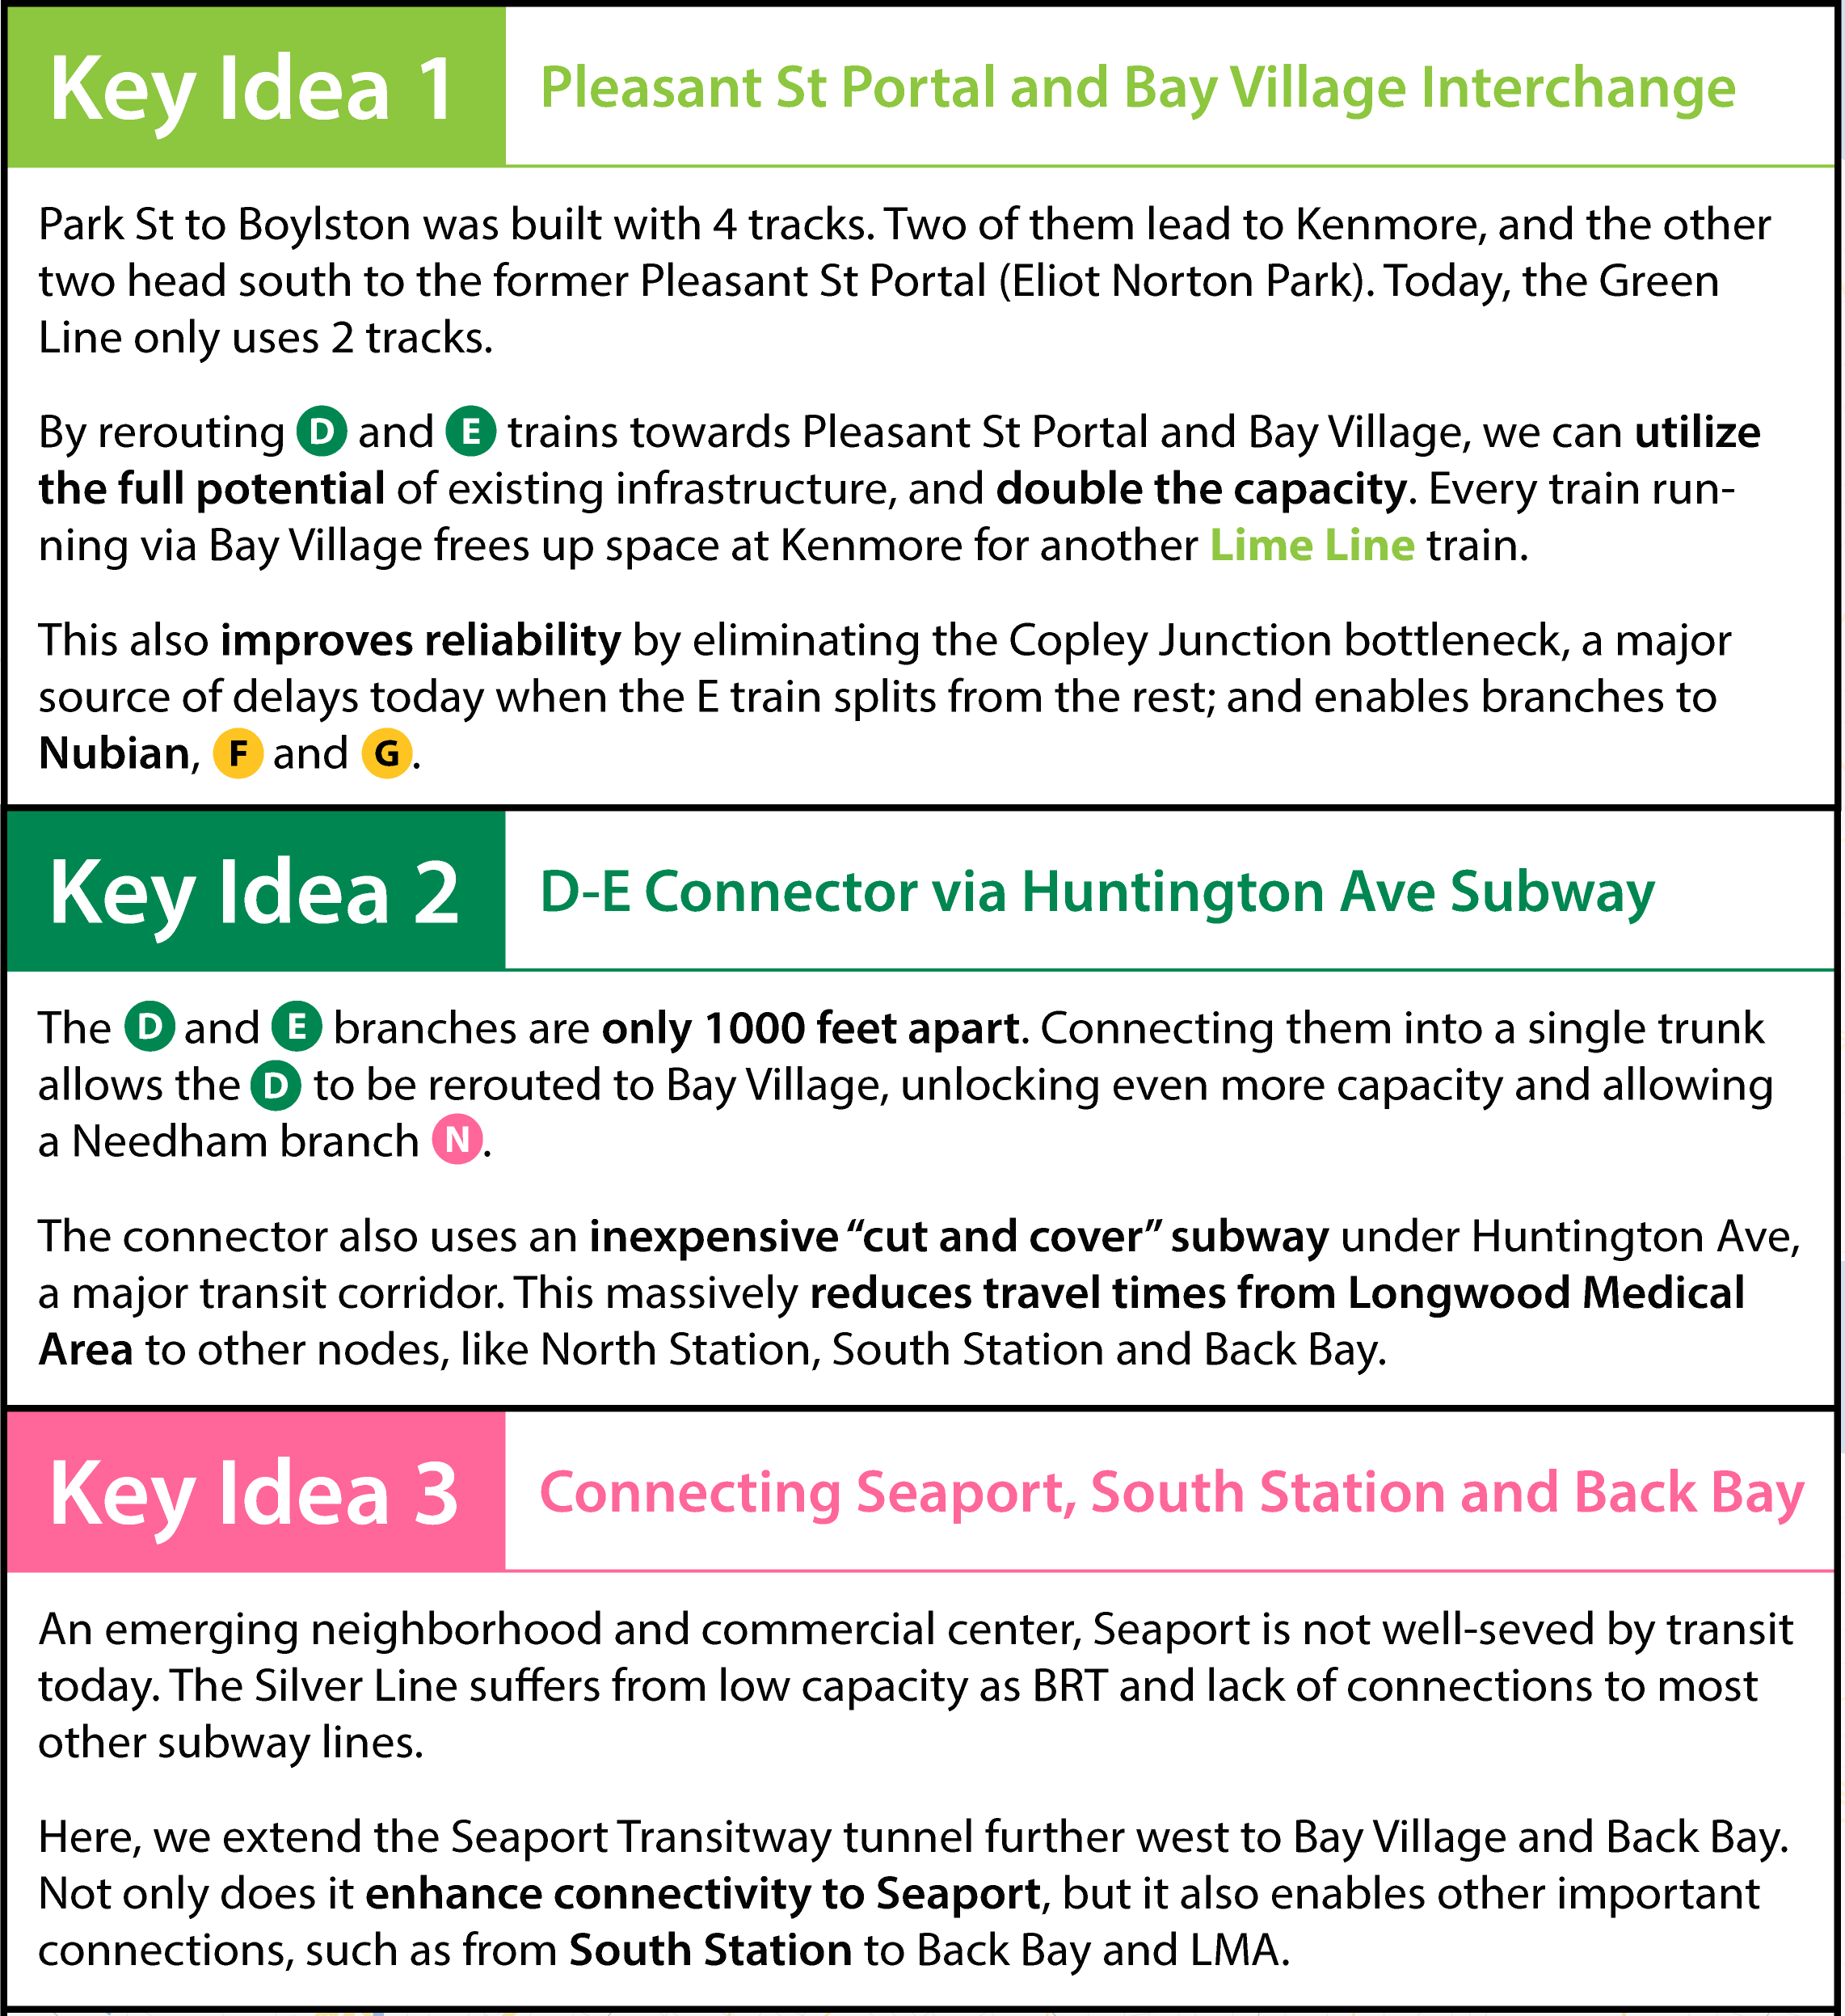 Key Idea 1
Pleasant St Portal and Bay Village Interchange
Park St to Boylston was built with 4 tracks. Two of them lead to Kenmore, and the other
two head south to the former Pleasant St Portal (Eliot Norton Park). Today, the Green
Line only uses 2 tracks.
By rerouting D and E trains towards Pleasant St Portal and Bay Village, we can utilize
the full potential of existing infrastructure, and double the capacity. Every train run-
ning via Bay Village frees up space at Kenmore for another Lime Line train.
This also improves reliability by eliminating the Copley Junction bottleneck, a major
source of delays today when the E train splits from the rest; and enables branches to
Nubian, F and G.
Key Idea 2
D-E Connector via Huntington Ave Subway
The D and E branches are only 1000 feet apart. Connecting them into a single trunk
allows the D to be rerouted to Bay Village, unlocking even more capacity and allowing
a Needham branch N.
The connector also uses an inexpensive “cut and cover” subway under Huntington Ave,
a major transit corridor. This massively reduces travel times from Longwood Medical
Area to other nodes, like North Station, South Station and Back Bay.
Key Idea 3
Connecting Seaport, South Station and Back Bay
An emerging neighborhood and commercial center, Seaport is not well-seved by transit
today. The Silver Line suffers from low capacity as BRT and lack of connections to most
other subway lines.
Here, we extend the Seaport Transitway tunnel further west to Bay Village and Back Bay.
Not only does it enhance connectivity to Seaport, but it also enables other important
connections, such as from South Station to Back Bay and LMA.